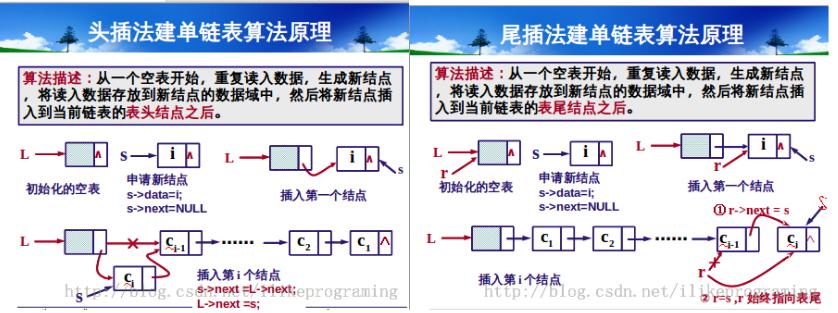 头插法建单链表算法原理
算法描述：从一个空表开始，重复读入数据，生成新结点
，将读入数据存放到新结点的数据域中，然后将新结点插
入到当前链表的表头结点之后。
L ∧
s i ∧
L i ∧
s
初始化的空表
申请新结点
s->data=i;
s->next=NULL
插入第一个结点
L ci-1 …… c2 c1 ∧
ci
s
插入第 i 个结点
s->next =L->next;
L->next =s;
http://blog.csdn.net/ilikeprograming
尾插法建单链表算法原理
算法描述：从一个空表开始，重复读入数据，生成新结点
，将读入数据存放到新结点的数据域中，然后将新结点插
入到当前链表的表尾结点之后。
L ∧
r
s i ∧
L i ∧
r s
初始化的空表
申请新结点
s->data=i;
s->next=NULL
插入第一个结点
① r->next = s
s
L c1 c2 …… ci-1 ci ∧
r
插入第 i 个结点
② r=s ,r 始终指向表尾
http://blog.csdn.net/ilikeprograming